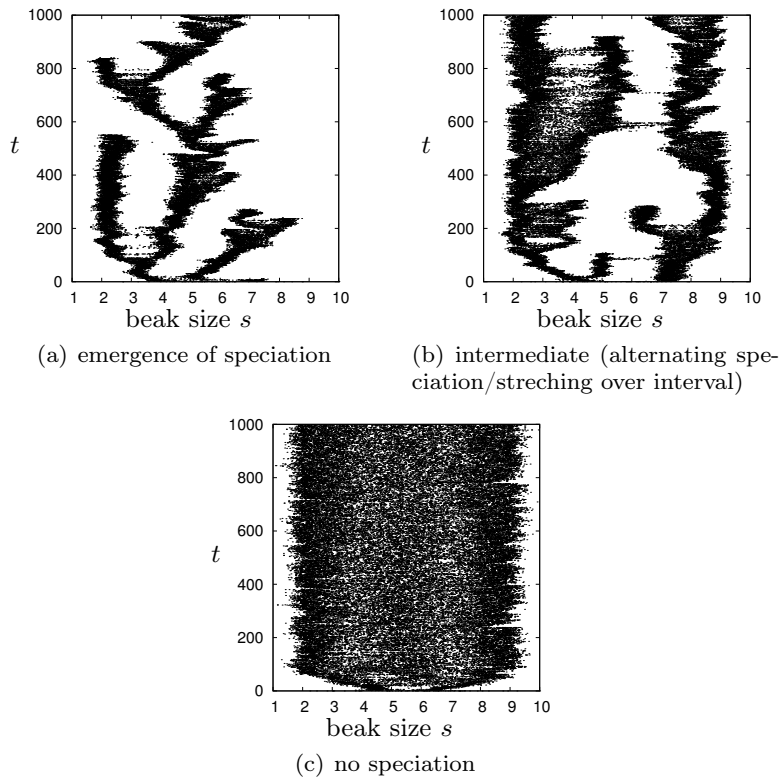 1000
800
600
t
400
200
0
1 2 3 4 5 6 7 8 9 10
beak size s
(a) emergence of speciation
1000
800
600
t
400
200
0
1 2 3 4 5 6 7 8 9 10
beak size s
(b) intermediate (alternating spe-
ciation/streching over interval)
1000
800
600
t
400
200
0
1 2 3 4 5 6 7 8 9 10
beak size s
(c) no speciation